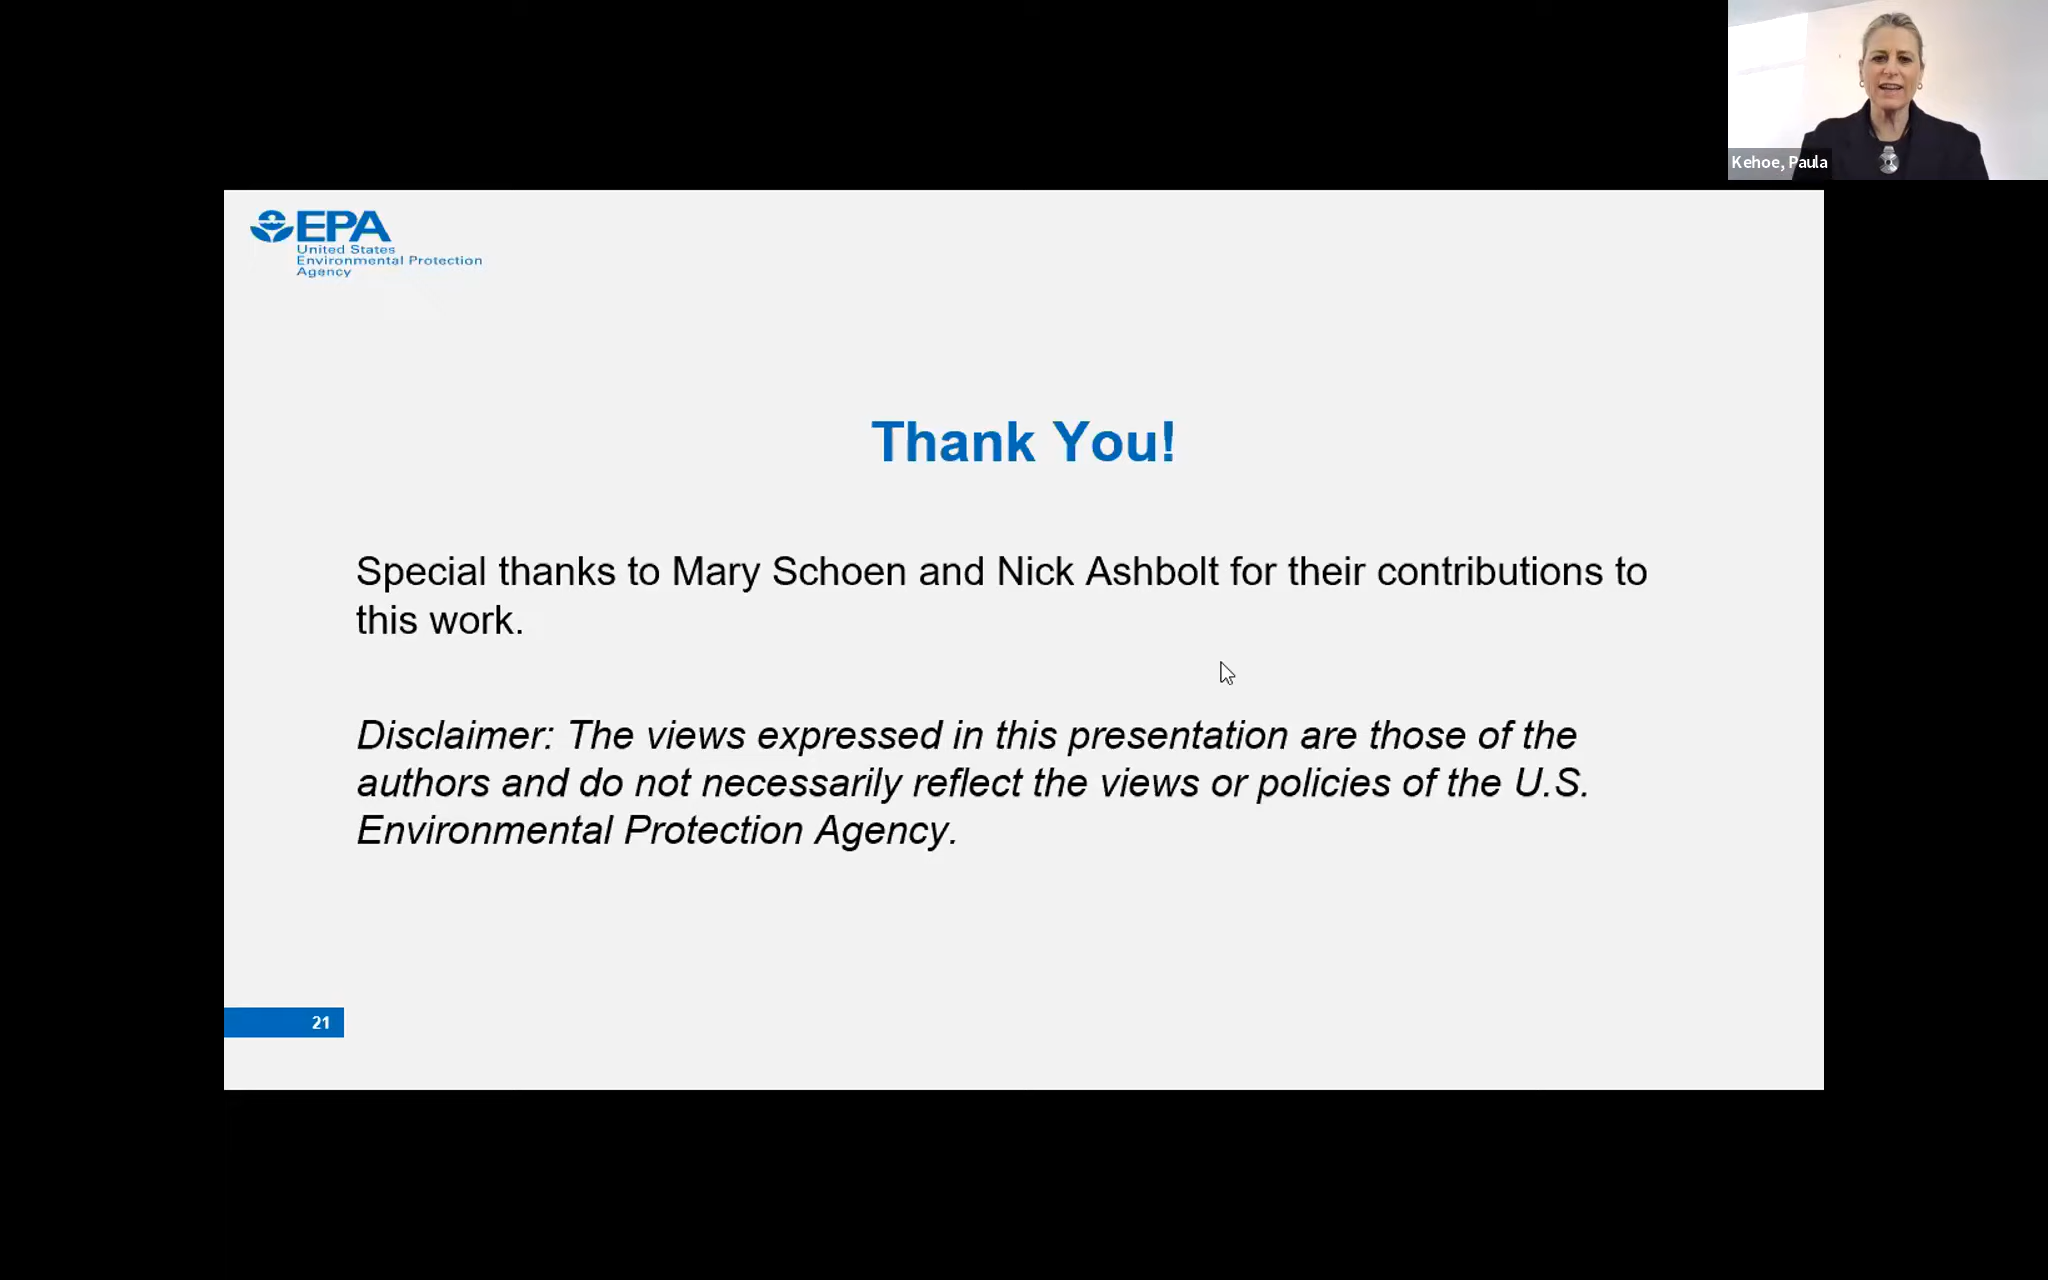 Kehoe, Paula
EPA
United States
Environmental Protection
Agency
Thank You!
Special thanks to Mary Schoen and Nick Ashbolt for their contributions to
this work.
Disclaimer: The views expressed in this presentation are those of the
authors and do not necessarily reflect the views or policies of the U.S.
Environmental Protection Agency.
21